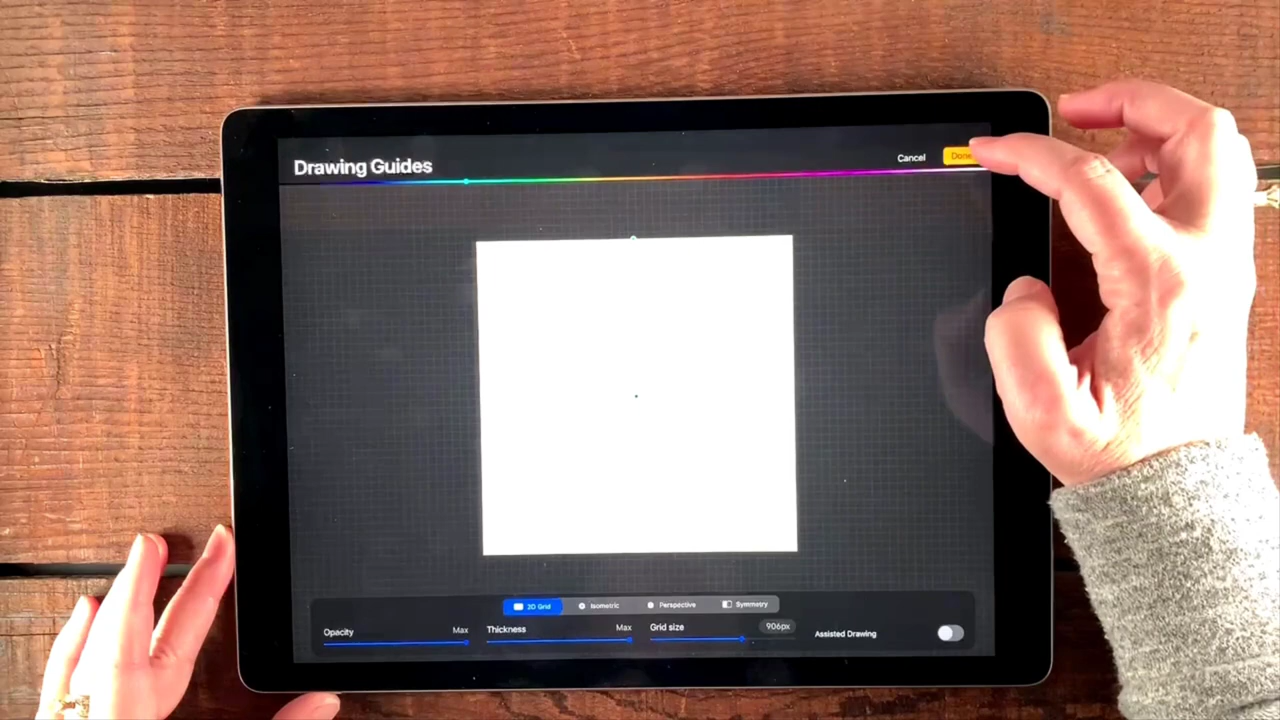 Drawing Guides
Cancel
Done
2D Grid
Isometric
Perspective
Symmetry
Opacity
Max
Thickness
Max
Grid size
906px
Assisted Drawing